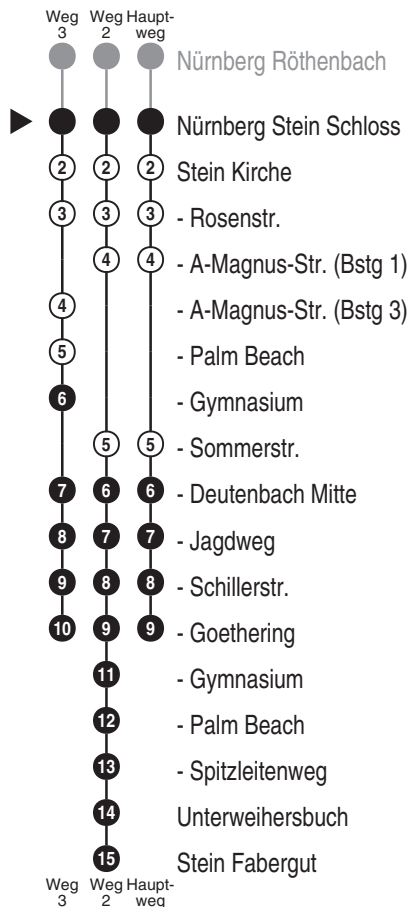 Weg Weg Haupt-
3 2 weg
Nürnberg Röthenbach
Nürnberg Stein Schloss
2 2 2 Stein Kirche
3 3 3 - Rosenstr.
4 4 - A-Magnus-Str. (Bstg 1)
4 - A-Magnus-Str. (Bstg 3)
5 - Palm Beach
6 - Gymnasium
5 5 - Sommerstr.
7 6 6 - Deutenbach Mitte
8 7 7 - Jagdweg
9 8 8 - Schillerstr.
10 9 9 - Goethering
11 - Gymnasium
12 - Palm Beach
13 - Spitzleitenweg
14 Unterweihersbuch
15 Stein Fabergut
Weg Weg Haupt-
3 2 weg